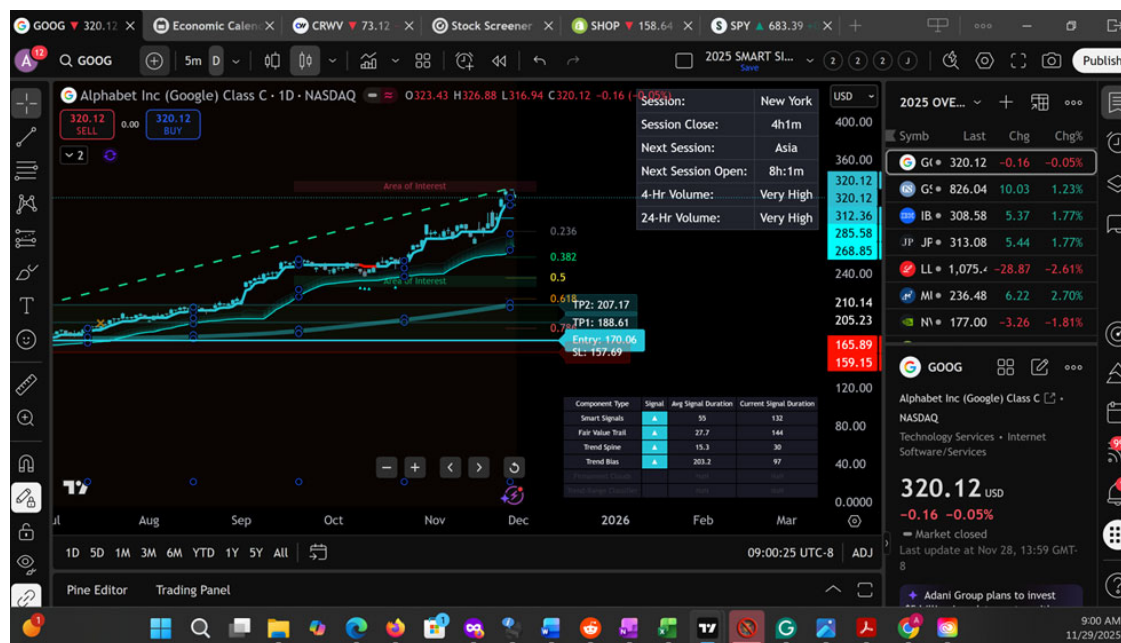 GOOG ▼ 320.12
Economic Calen
CRWV ▼ 73.12
Stock Screener
SHOP ▼ 158.64
SPY ▲ 683.39
A 12
GOOG
5m D
2025 SMART SI...
Save
2 2 2 J
Publish
Alphabet Inc (Google) Class C · 1D · NASDAQ
O323.43 H326.88 L316.94 C320.12 -0.16 (-0.05%)
320.12
SELL
0.00
320.12
BUY
2
Session: New York
Session Close: 4h1m
Next Session: Asia
Next Session Open: 8h:1m
4-Hr Volume: Very High
24-Hr Volume: Very High
Area of Interest
Area of Interest
0.236
0.382
0.5
0.618
TP2: 207.17
TP1: 188.61
Entry: 170.06
SL: 157.69
Component Type Signal Avg Signal Duration Current Signal Duration
Smart Signals ▲ 55 132
Fair Value Trail ▲ 27.7 144
Trend Spine ▲ 15.3 30
Trend Bias ▲ 203.2 97
USD
400.00
360.00
320.12
320.12
312.36
285.58
268.85
240.00
210.14
205.23
165.89
159.15
120.00
80.00
40.00
0.0000
Aug Sep Oct Nov Dec 2026 Feb Mar
1D 5D 1M 3M 6M YTD 1Y 5Y All
09:00:25 UTC-8 ADJ
Pine Editor Trading Panel
2025 OVE...
Symb Last Chg Chg%
320.12 -0.16 -0.05%
826.04 10.03 1.23%
IB 308.58 5.37 1.77%
313.08 5.44 1.77%
LL 1,075.4 -28.87 -2.61%
MI 236.48 6.22 2.70%
177.00 -3.26 -1.81%
GOOG
Alphabet Inc (Google) Class C ·
NASDAQ
Technology Services • Internet
Software/Services
320.12 USD
-0.16 -0.05%
Market closed
Last update at Nov 28, 13:59 GMT-
8
Adani Group plans to invest
9:00 AM
11/29/2025